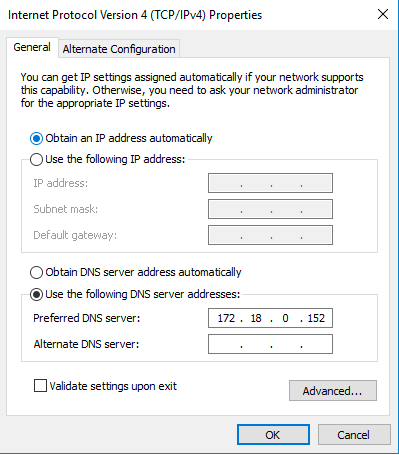 Internet Protocol Version 4 (TCP/IPv4) Properties
General Alternate Configuration
You can get IP settings assigned automatically if your network supports
this capability. Otherwise, you need to ask your network administrator
for the appropriate IP settings.
Obtain an IP address automatically
Use the following IP address:
IP address: . . .
Subnet mask: . . .
Default gateway: . . .
Obtain DNS server address automatically
Use the following DNS server addresses:
Preferred DNS server: 172 . 18 . 0 . 152
Alternate DNS server: . . .
Validate settings upon exit
Advanced...
OK Cancel